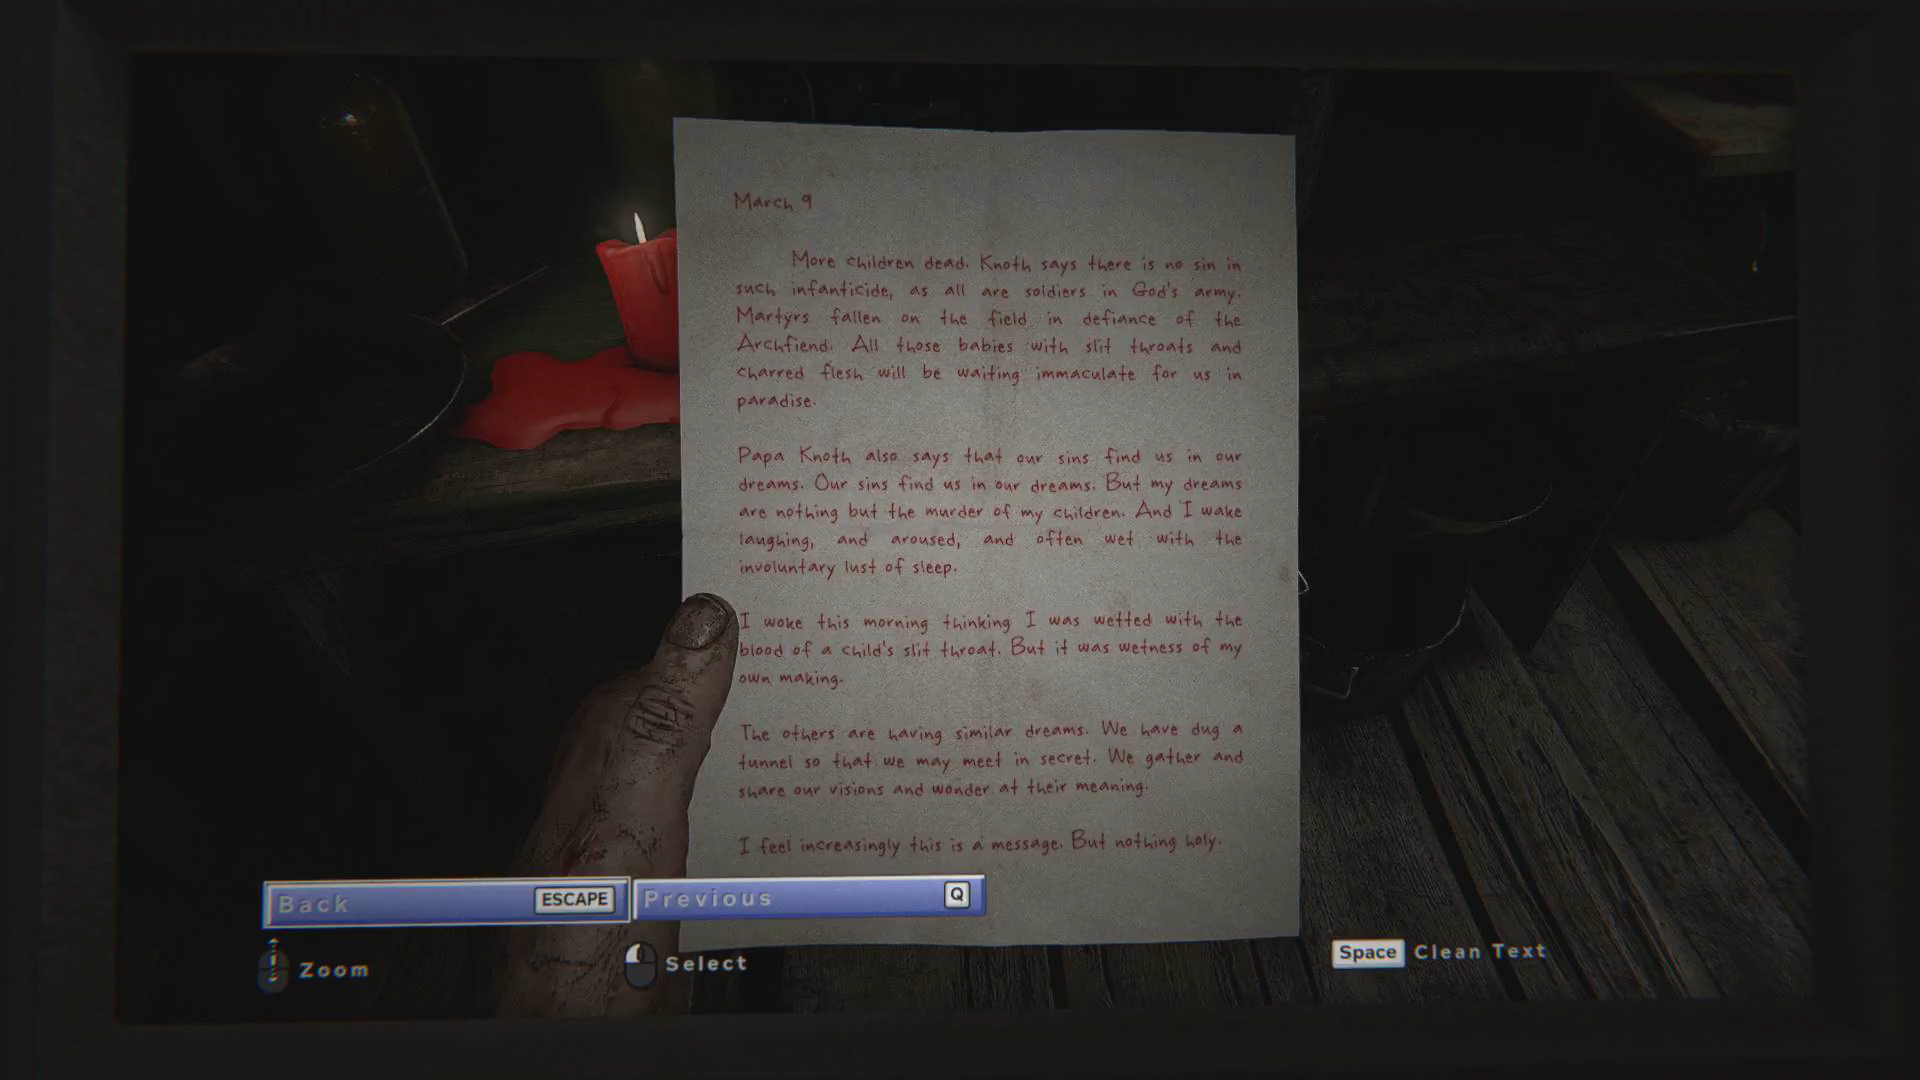 March 9
More children dead. Knoth says there is no sin in
such infanticide, as all are soldiers in God's army.
Martyrs fallen on the field in defiance of the
Archfiend. All those babies with slit throats and
charred flesh will be waiting immaculate for us in
paradise.
Papa Knoth also says that our sins find us in our
dreams. Our sins find us in our dreams. But my dreams
are nothing but the murder of my children. And I wake
laughing, and aroused, and often wet with the
involuntary lust of sleep.
I woke this morning thinking I was wetted with the
blood of a child's slit throat. But it was wetness of my
own making.
The others are having similar dreams. We have dug a
tunnel so that we may meet in secret. We gather and
share our visions and wonder at their meaning.
I feel increasingly this is a message. But nothing holy.
Back ESCAPE Previous Q
Zoom Select Space Clean Text